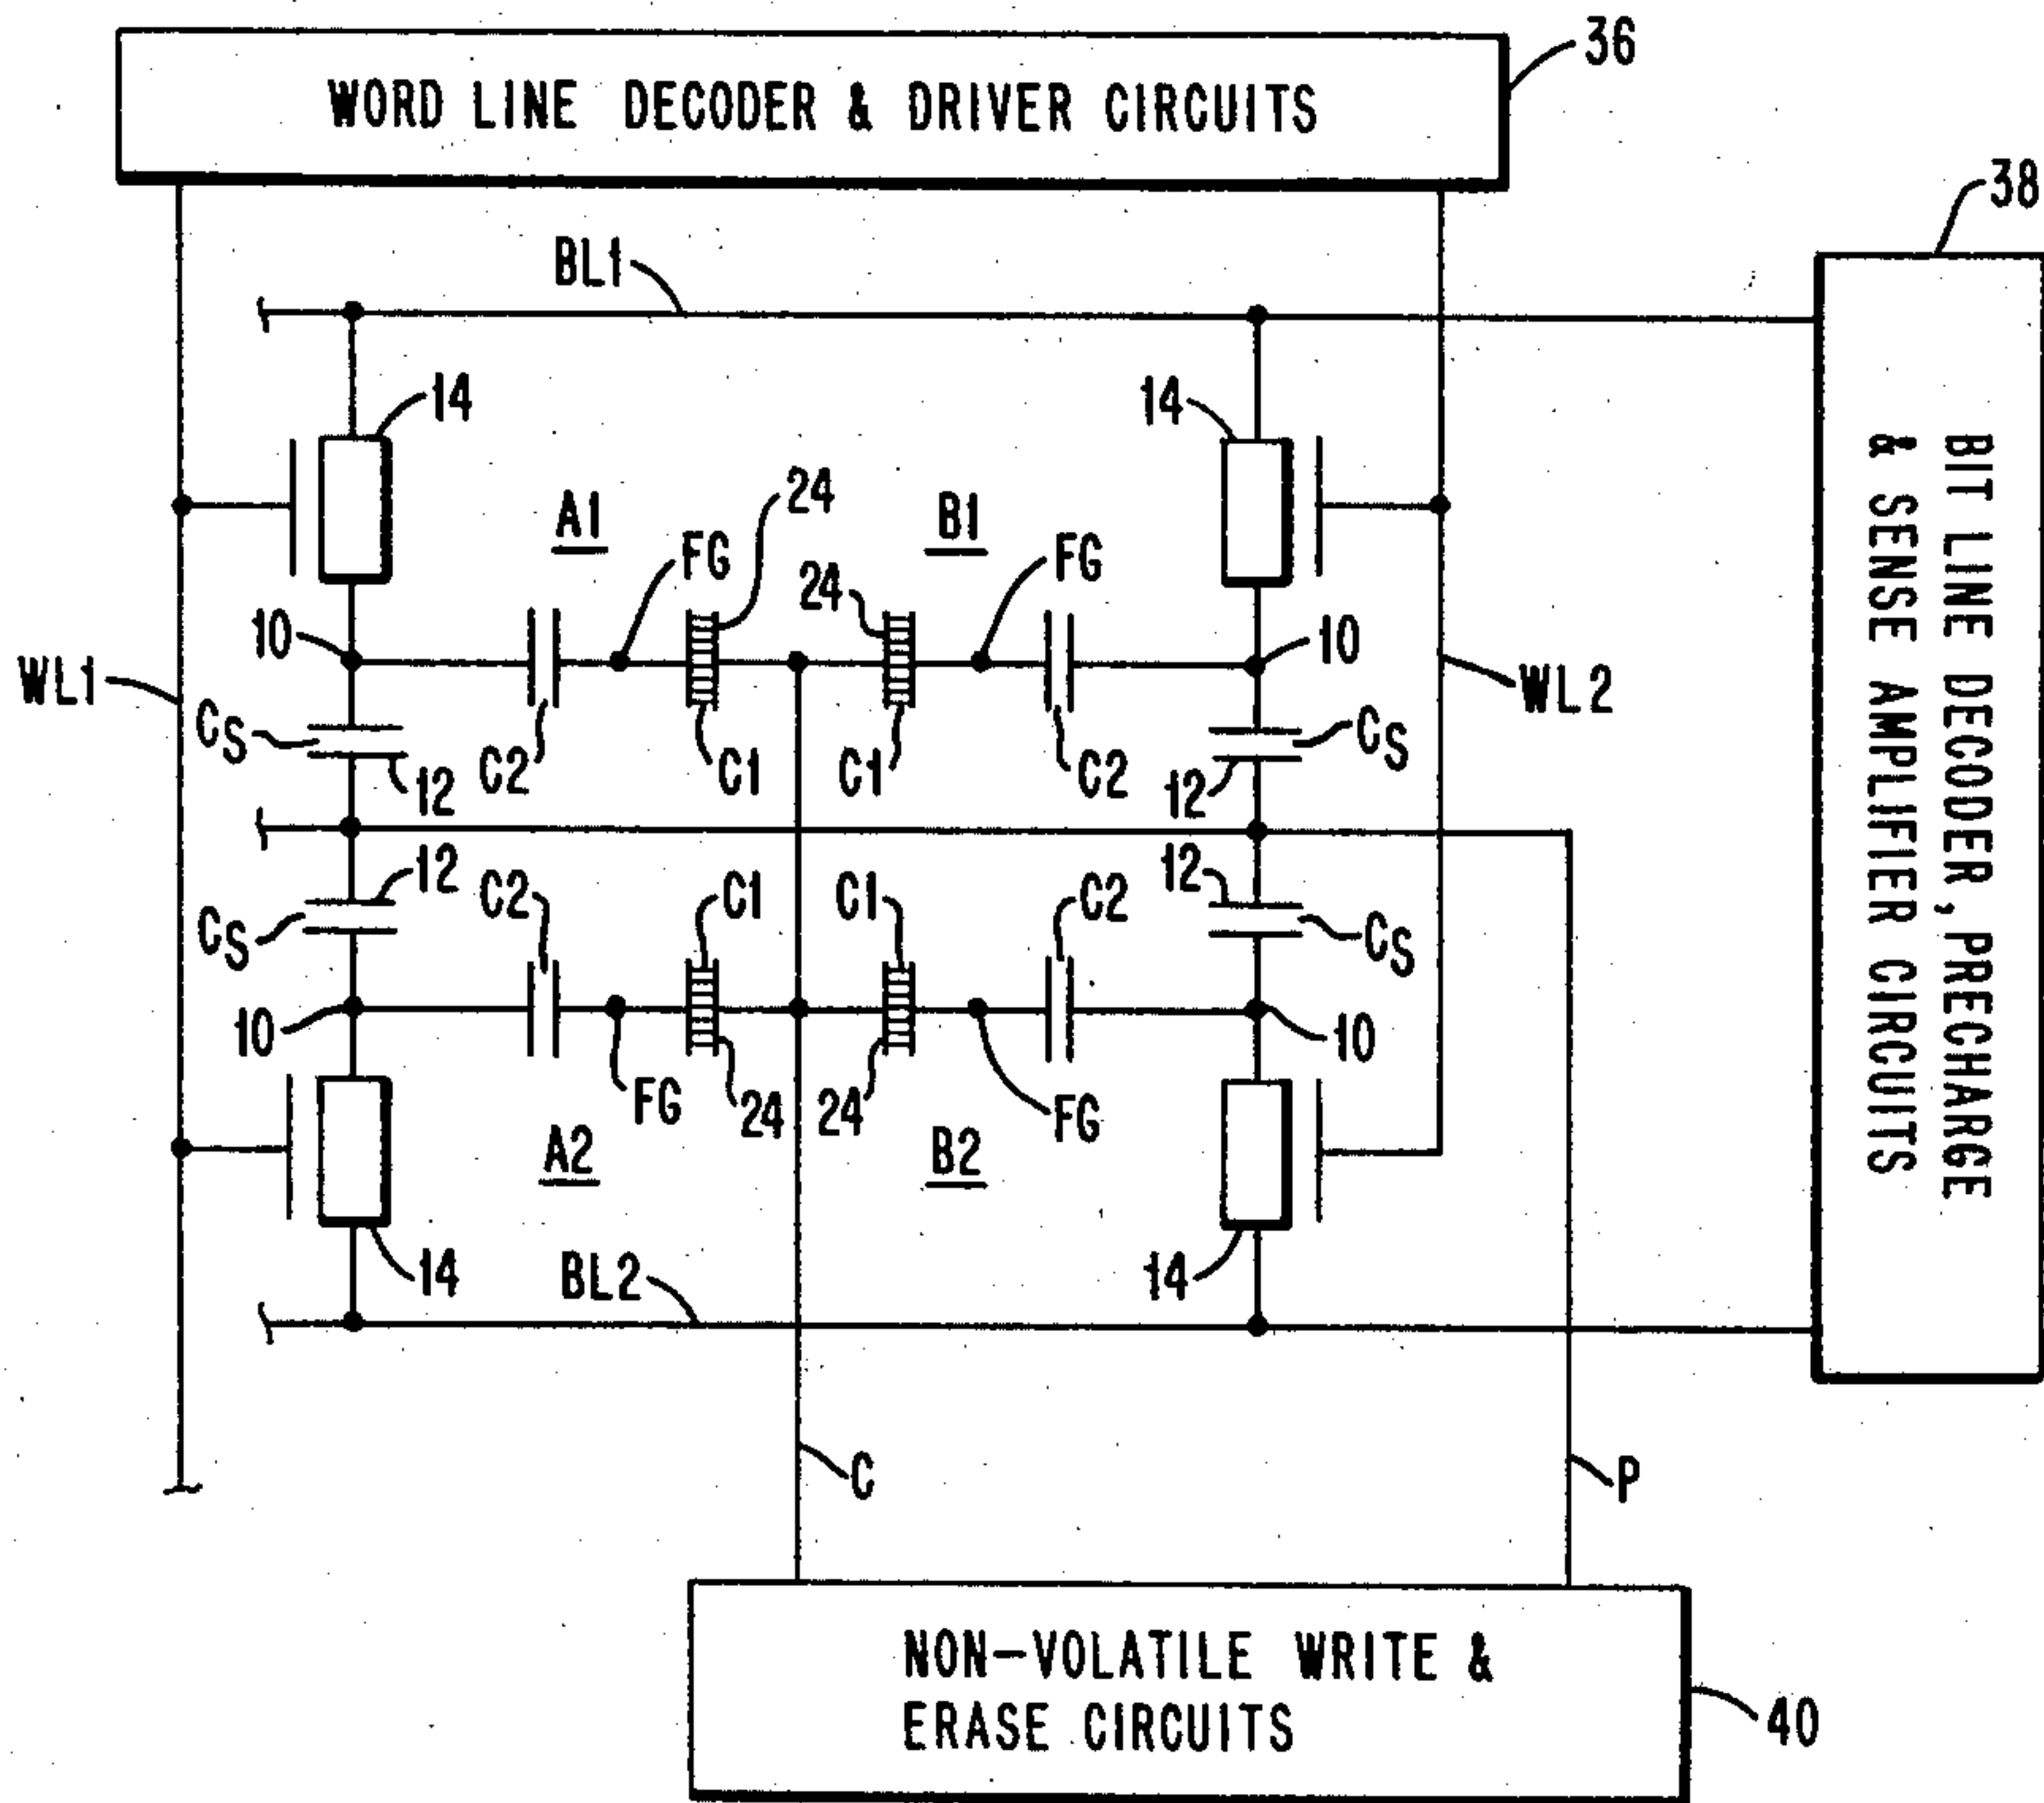 36
WORD LINE DECODER & DRIVER CIRCUITS
38
BL1
14
14
A1
24
B1
FG
24
FG
10
10
WL1
WL2
CS
CS
C2
C1
C1
C2
12
12
BIT LINE DECODER, PRECHARGE
& SENSE AMPLIFIER CIRCUITS
12
12
C2
C1
C1
C2
CS
CS
10
10
FG
24
24
FG
A2
B2
14
BL2
14
C
P
NON-VOLATILE WRITE &
ERASE CIRCUITS
40